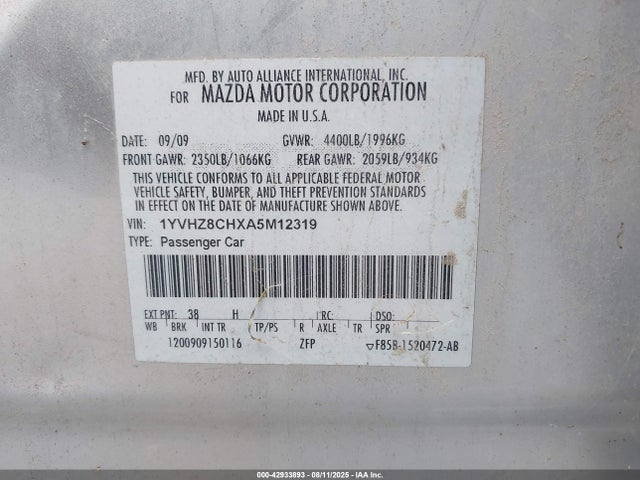 MFD. BY AUTO ALLIANCE INTERNATIONAL, INC.
FOR MAZDA MOTOR CORPORATION
MADE IN U.S.A.
DATE: 09/09 GVWR: 4400LB/1996KG
FRONT GAWR: 2350LB/1066KG REAR GAWR: 2059LB/934KG
THIS VEHICLE CONFORMS TO ALL APPLICABLE FEDERAL MOTOR
VEHICLE SAFETY, BUMPER, AND THEFT PREVENTION STANDARDS
IN EFFECT ON THE DATE OF MANUFACTURE SHOWN ABOVE.
VIN: 1YVHZ8CHXA5M12319
TYPE: Passenger Car
EXT PNT: 38 H RC: DSO:
WB BRK INT TR TP/PS R AXLE TR SPR
1200909150116 ZFP ▽F85B-1520472-AB
000-42933893 - 08/11/2025 - IAA Inc.